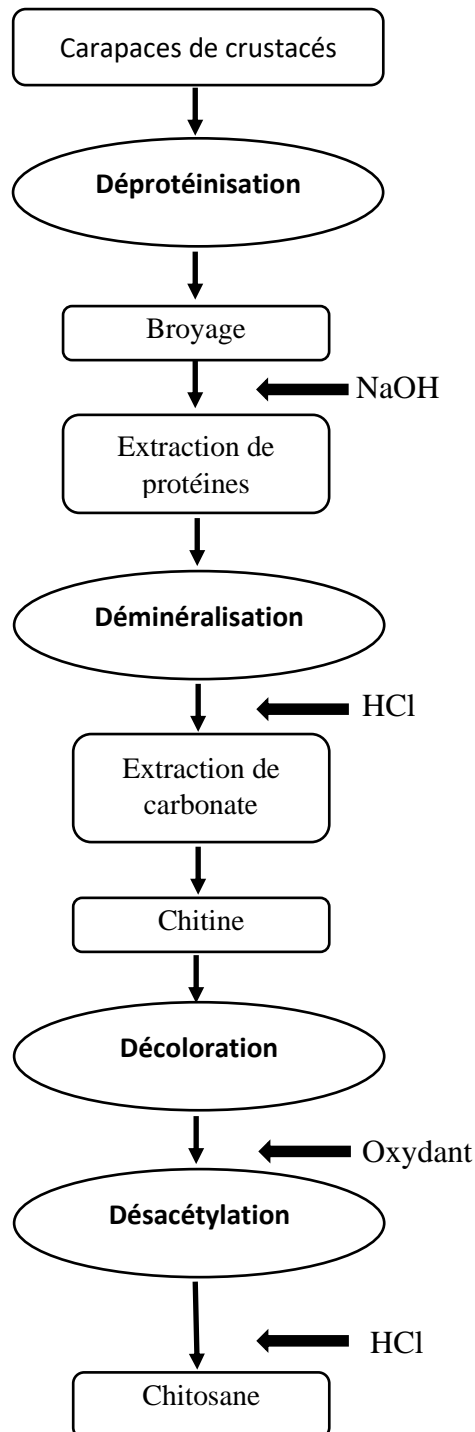 Carapaces de crustacés
Déprotéinisation
Broyage
NaOH
Extraction de
protéines
Déminéralisation
HCl
Extraction de
carbonate
Chitine
Décoloration
Oxydant
Désacétylation
HCl
Chitosane